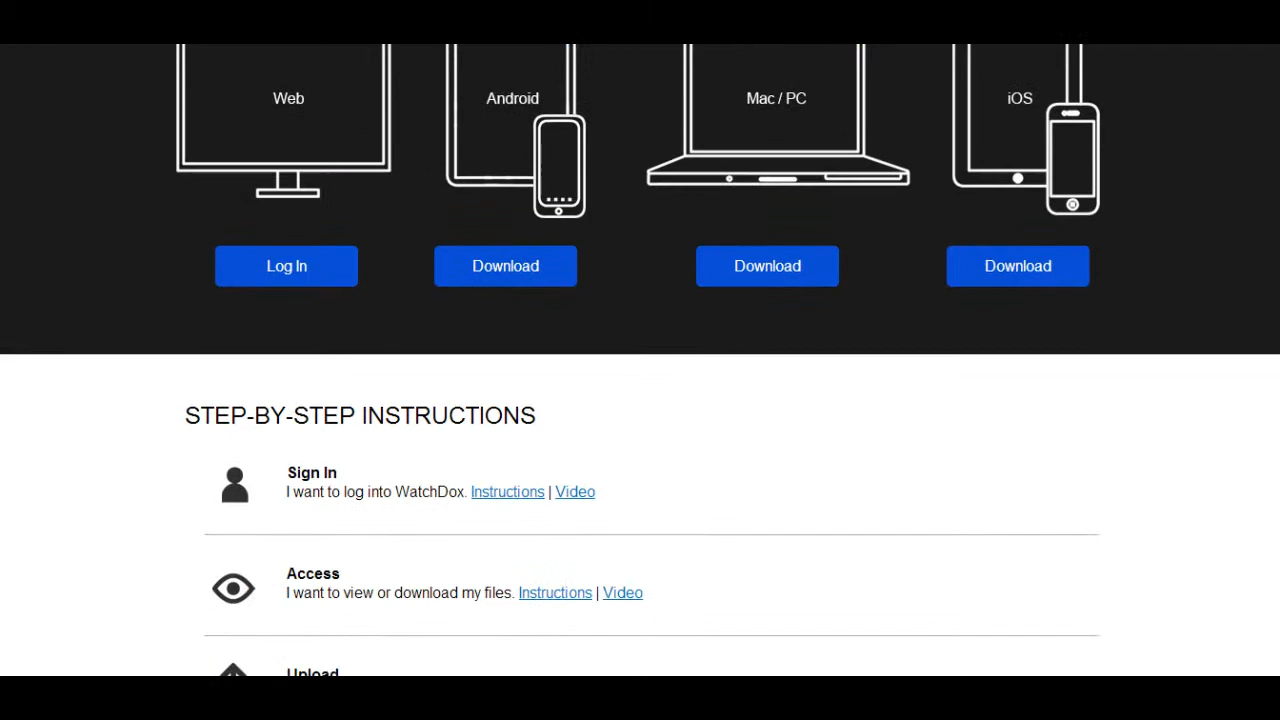 Web
Android
Mac / PC
iOS
Log In
Download
Download
Download
STEP-BY-STEP INSTRUCTIONS
Sign In
I want to log into WatchDox. Instructions | Video
Access
I want to view or download my files. Instructions | Video
Upload